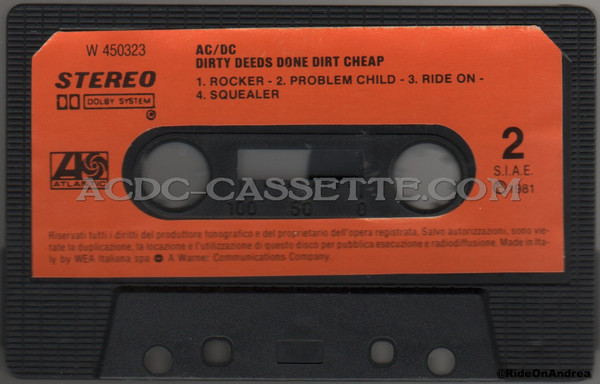 W 450323
AC/DC
DIRTY DEEDS DONE DIRT CHEAP
STEREO
1. ROCKER - 2. PROBLEM CHILD - 3. RIDE ON -
4. SQUEALER
DOLBY SYSTEM
©
2
S.I.A.E.
ATLANTIC
ACDC-CASSETTE.COM
℗ 1981
100 50 0
Riservati tutti i diritti del produttore fonografico e del proprietario dell'opera registrata. Salvo autorizzazioni, sono vie-
tate la duplicazione, la locazione e l'utilizzazione di questo disco per pubblica esecuzione e radiodiffusione. Made in Ita-
ly by WEA Italiana spa A Warner Communications Company.
@RideOnAndrea